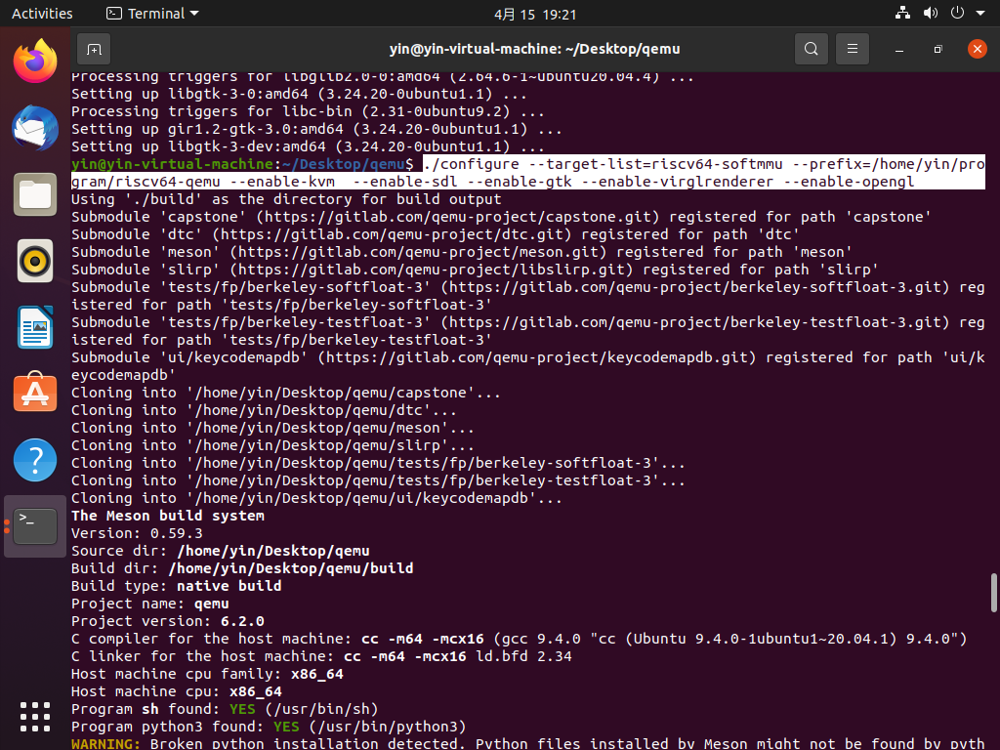 Activities
Terminal
4月 15 19:21
yin@yin-virtual-machine: ~/Desktop/qemu
Processing triggers for libglib2.0-0:amd64 (2.64.6-1~ubuntu20.04.4) ...
Setting up libgtk-3-0:amd64 (3.24.20-0ubuntu1.1) ...
Processing triggers for libc-bin (2.31-0ubuntu9.2) ...
Setting up gir1.2-gtk-3.0:amd64 (3.24.20-0ubuntu1.1) ...
Setting up libgtk-3-dev:amd64 (3.24.20-0ubuntu1.1) ...
yin@yin-virtual-machine:~/Desktop/qemu$ ./configure --target-list=riscv64-softmmu --prefix=/home/yin/pro
gram/riscv64-qemu --enable-kvm  --enable-sdl --enable-gtk --enable-virglrenderer --enable-opengl
Using './build' as the directory for build output
Submodule 'capstone' (https://gitlab.com/qemu-project/capstone.git) registered for path 'capstone'
Submodule 'dtc' (https://gitlab.com/qemu-project/dtc.git) registered for path 'dtc'
Submodule 'meson' (https://gitlab.com/qemu-project/meson.git) registered for path 'meson'
Submodule 'slirp' (https://gitlab.com/qemu-project/libslirp.git) registered for path 'slirp'
Submodule 'tests/fp/berkeley-softfloat-3' (https://gitlab.com/qemu-project/berkeley-softfloat-3.git) reg
istered for path 'tests/fp/berkeley-softfloat-3'
Submodule 'tests/fp/berkeley-testfloat-3' (https://gitlab.com/qemu-project/berkeley-testfloat-3.git) reg
istered for path 'tests/fp/berkeley-testfloat-3'
Submodule 'ui/keycodemapdb' (https://gitlab.com/qemu-project/keycodemapdb.git) registered for path 'ui/k
eycodemapdb'
Cloning into '/home/yin/Desktop/qemu/capstone'...
Cloning into '/home/yin/Desktop/qemu/dtc'...
Cloning into '/home/yin/Desktop/qemu/meson'...
Cloning into '/home/yin/Desktop/qemu/slirp'...
Cloning into '/home/yin/Desktop/qemu/tests/fp/berkeley-softfloat-3'...
Cloning into '/home/yin/Desktop/qemu/tests/fp/berkeley-testfloat-3'...
Cloning into '/home/yin/Desktop/qemu/ui/keycodemapdb'...
The Meson build system
Version: 0.59.3
Source dir: /home/yin/Desktop/qemu
Build dir: /home/yin/Desktop/qemu/build
Build type: native build
Project name: qemu
Project version: 6.2.0
C compiler for the host machine: cc -m64 -mcx16 (gcc 9.4.0 "cc (Ubuntu 9.4.0-1ubuntu1~20.04.1) 9.4.0")
C linker for the host machine: cc -m64 -mcx16 ld.bfd 2.34
Host machine cpu family: x86_64
Host machine cpu: x86_64
Program sh found: YES (/usr/bin/sh)
Program python3 found: YES (/usr/bin/python3)
WARNING: Broken python installation detected. Python files installed by Meson might not be found by pyth